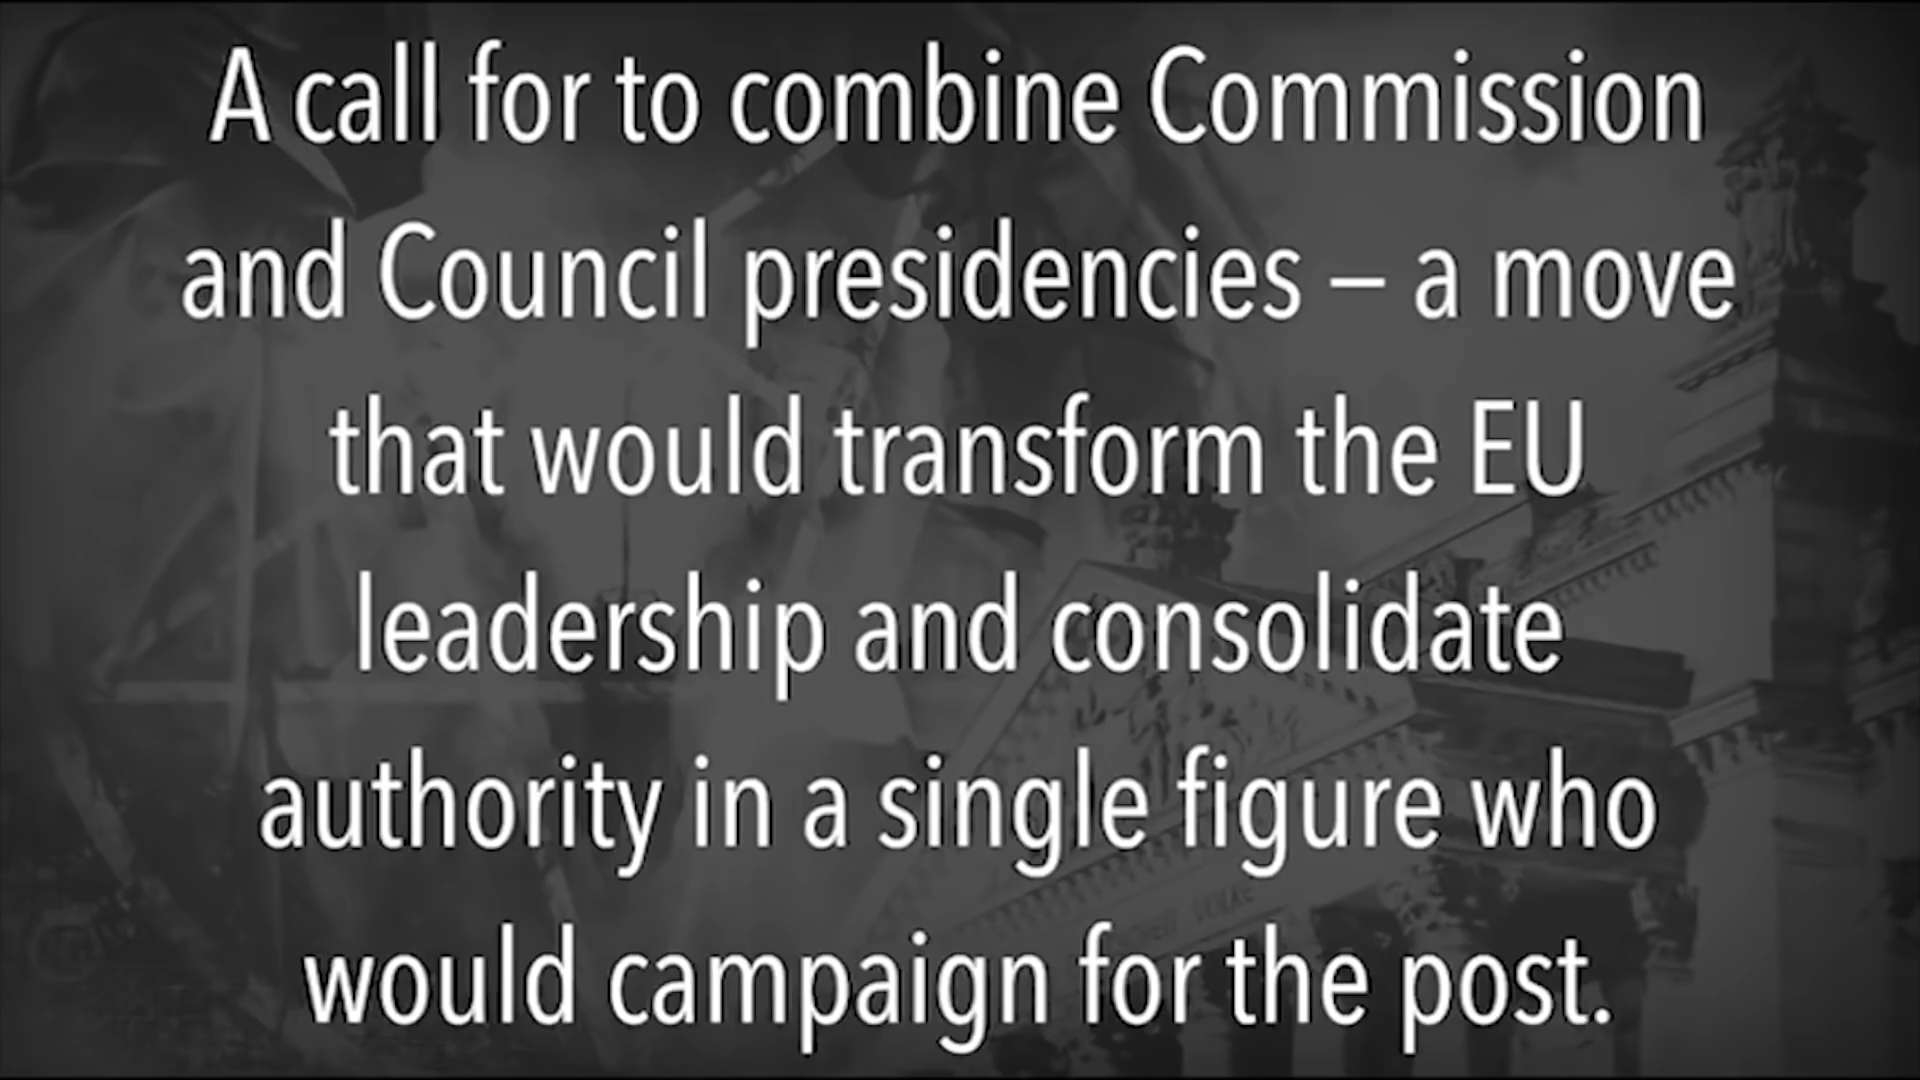 A call for to combine Commission
and Council presidencies – a move
that would transform the EU
leadership and consolidate
authority in a single figure who
would campaign for the post.